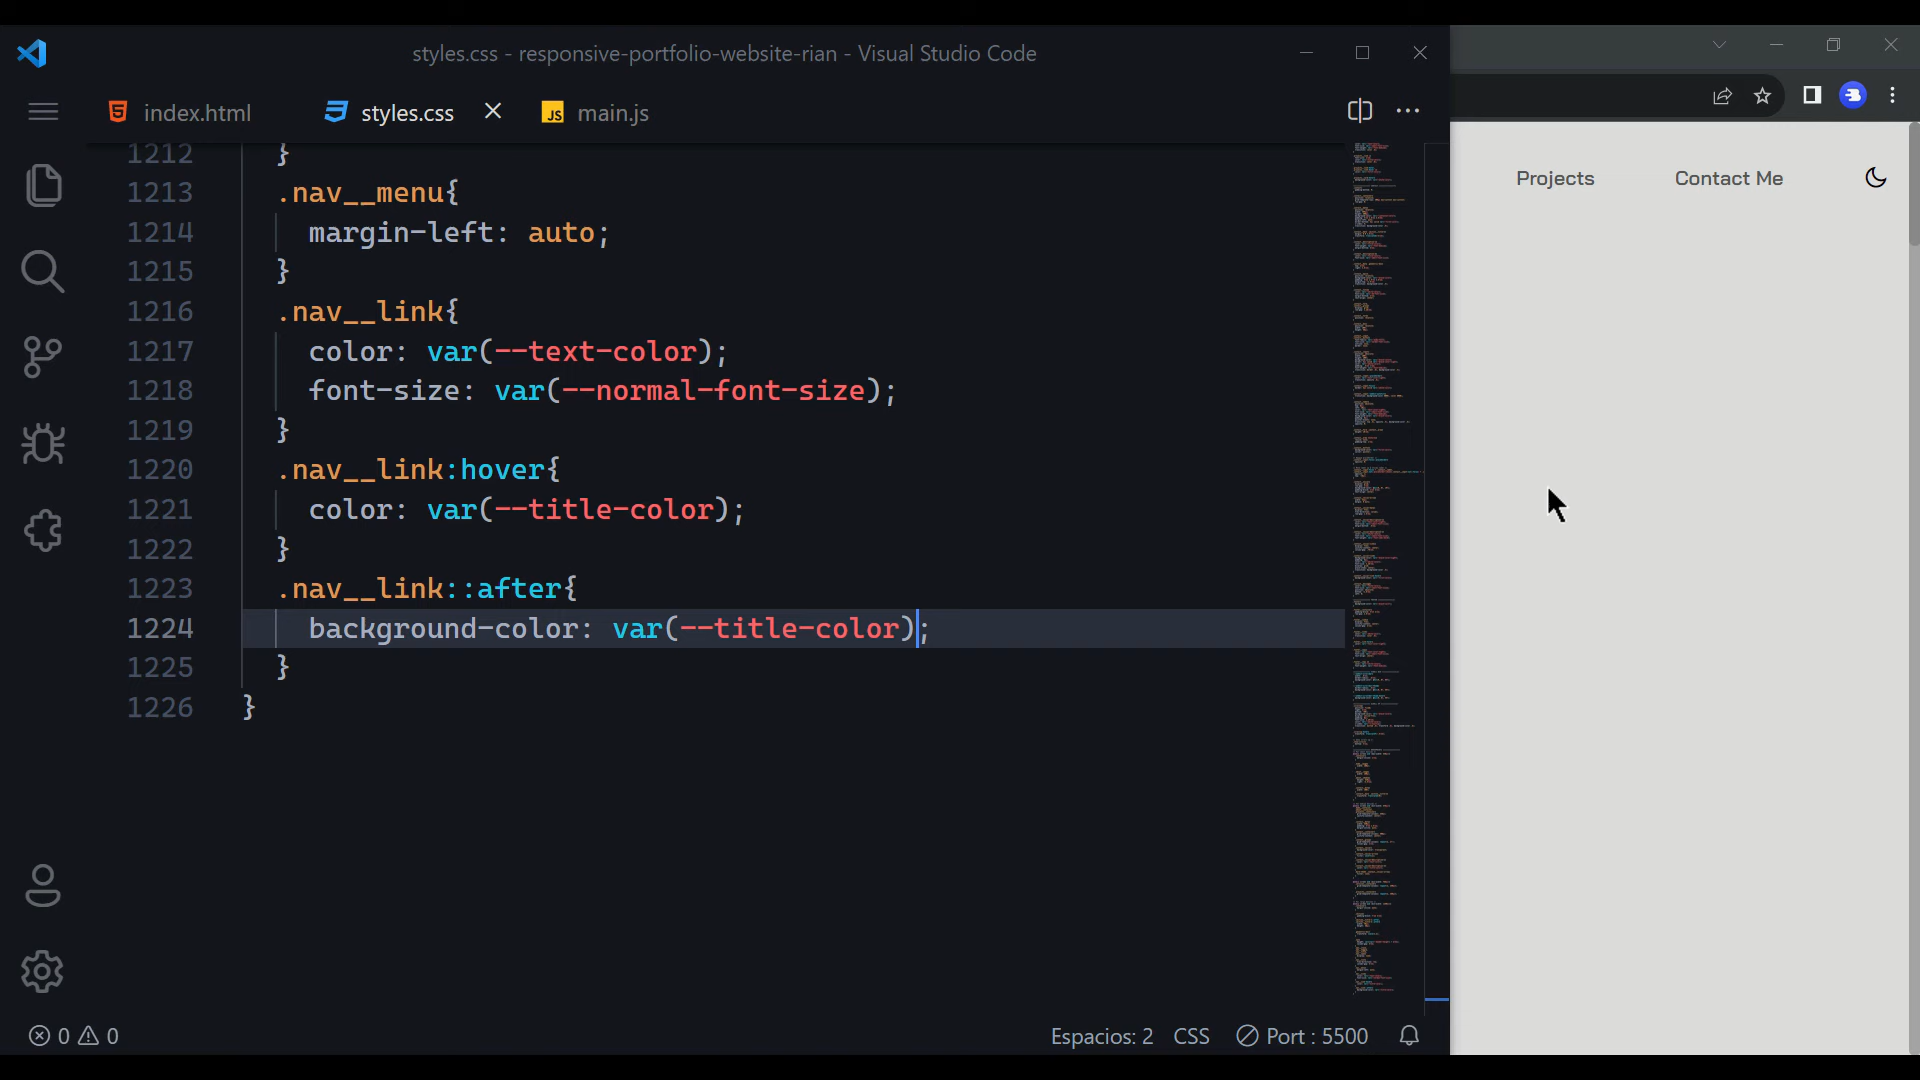 styles.css - responsive-portfolio-website-rian - Visual Studio Code
index.html
styles.css
JS main.js
1212 }
1213 .nav__menu{
1214 margin-left: auto;
1215 }
1216 .nav__link{
1217 color: var(--text-color);
1218 font-size: var(--normal-font-size);
1219 }
1220 .nav__link:hover{
1221 color: var(--title-color);
1222 }
1223 .nav__link::after{
1224 background-color: var(--title-color);
1225 }
1226 }
0 0
Espacios: 2 CSS Port : 5500
Projects Contact Me